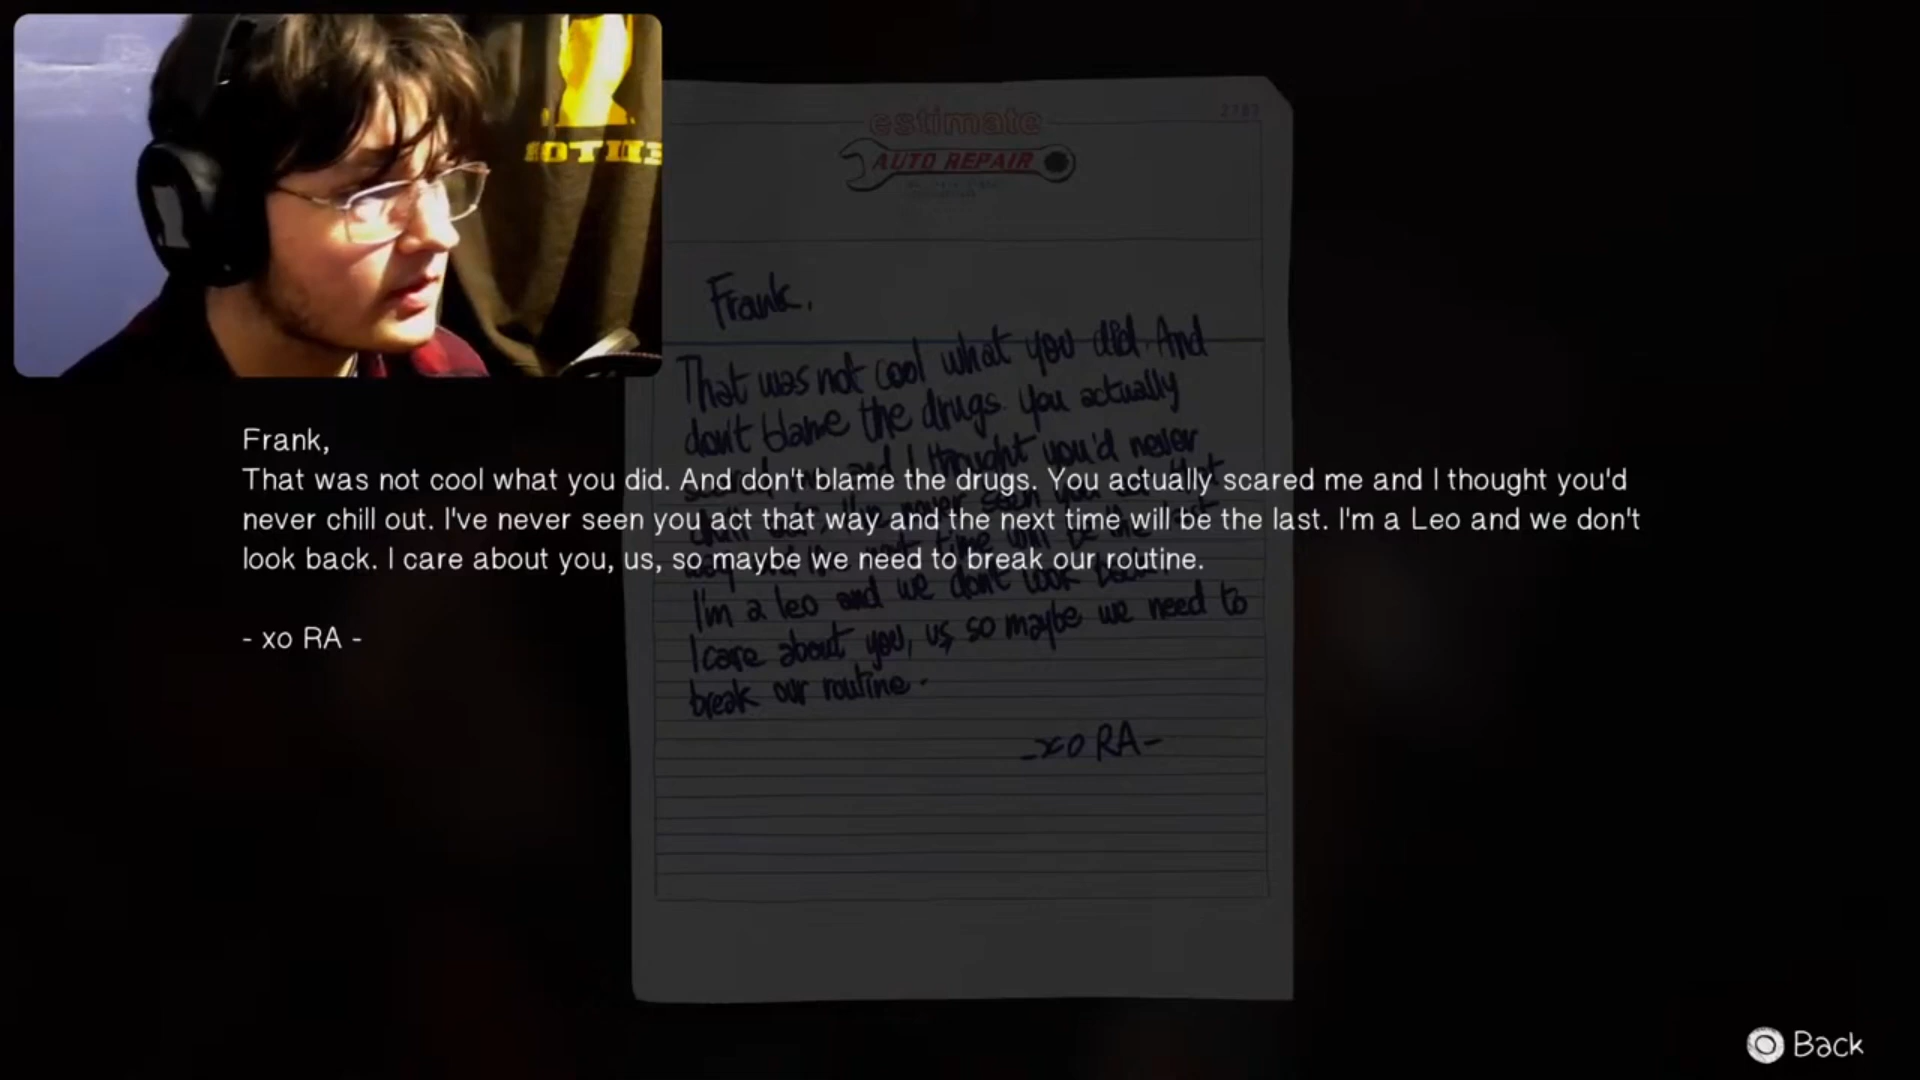 estimate
2767
AUTO REPAIR
Frank,
That was not cool what you did. And
don't blame the drugs. You actually
and I thought you'd never
I'm a leo and we don't look back.
I care about you, us, so maybe we need to
break our routine.
-xo RA-
Frank,
That was not cool what you did. And don't blame the drugs. You actually scared me and I thought you'd
never chill out. I've never seen you act that way and the next time will be the last. I'm a Leo and we don't
look back. I care about you, us, so maybe we need to break our routine.
- xo RA -
Back